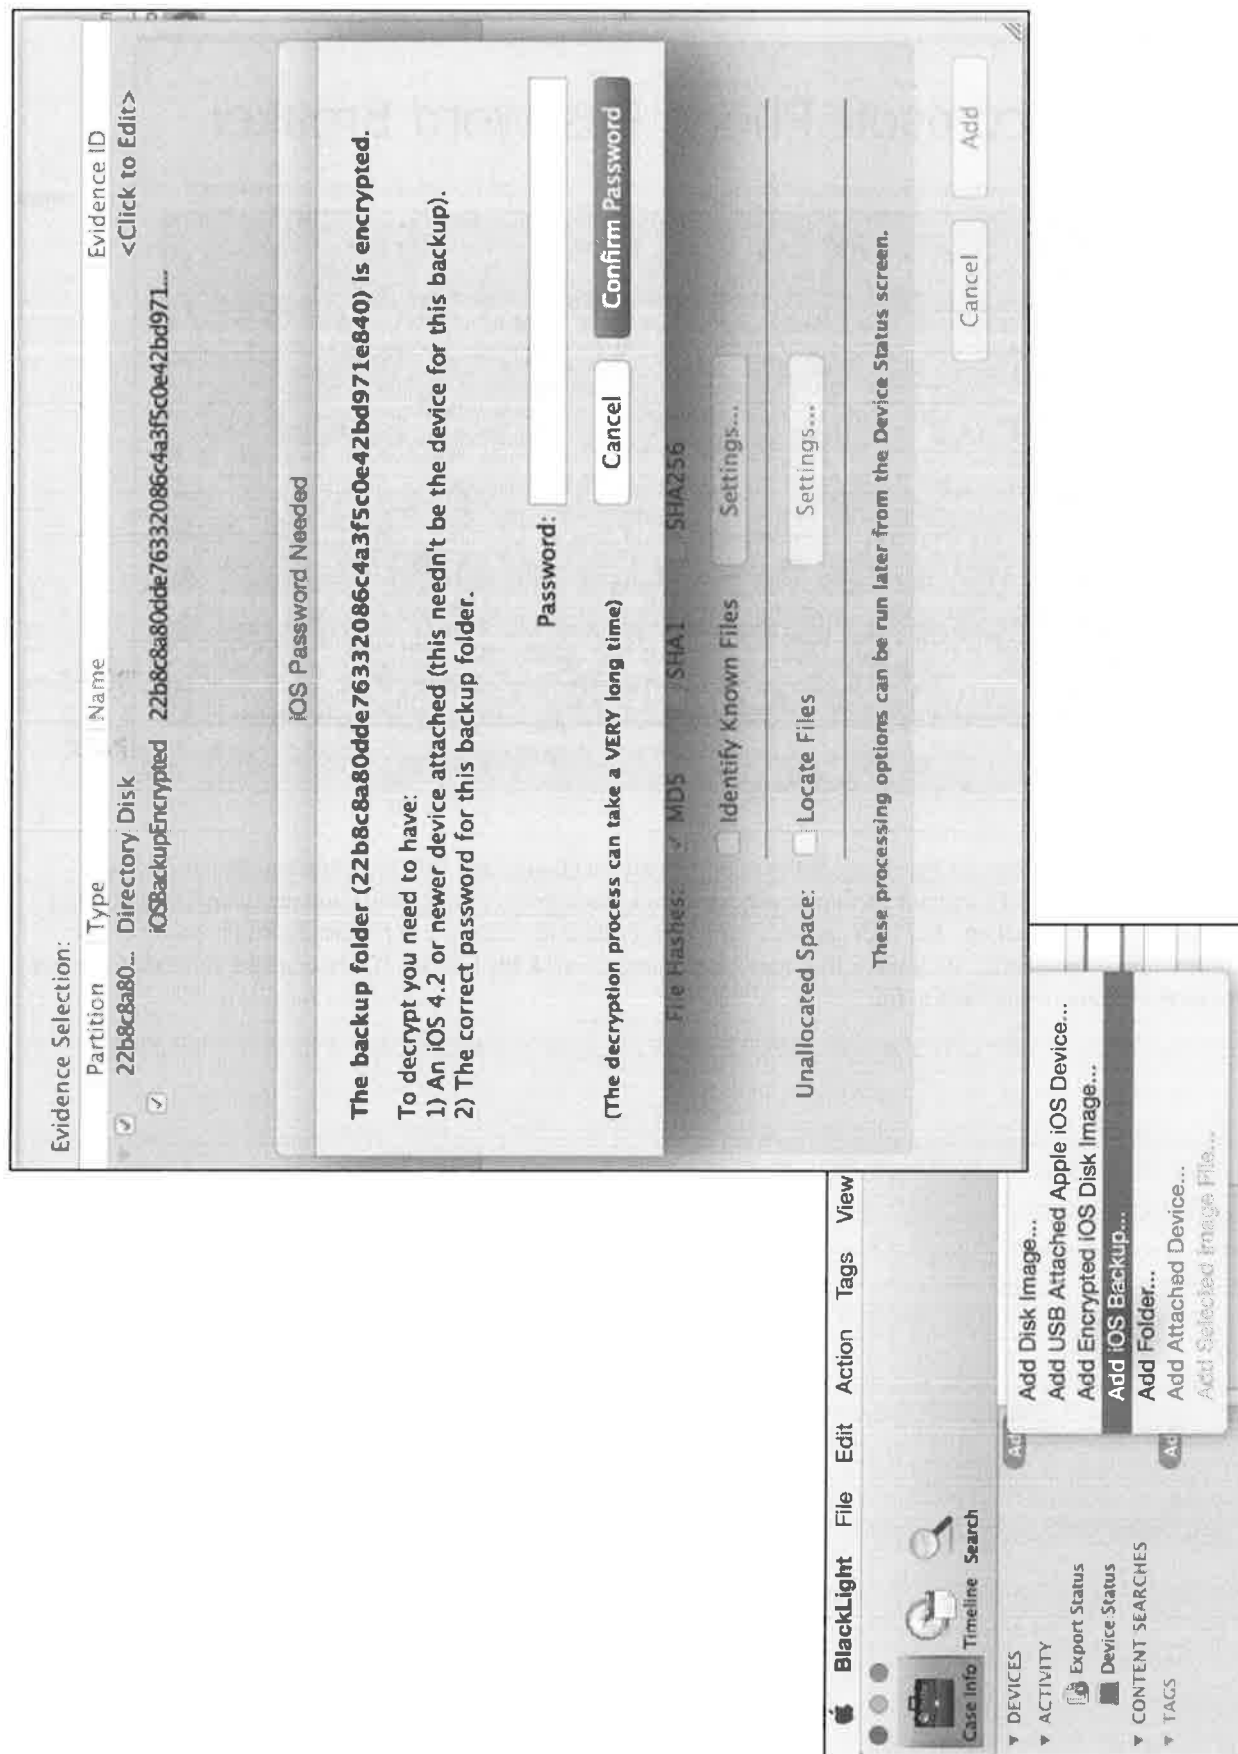 BlackLight File Edit Action Tags View
Case Info Timeline Search
DEVICES
ACTIVITY
Export Status
Device Status
CONTENT SEARCHES
TAGS
Ad
Ad
Add Disk Image...
Add USB Attached Apple iOS Device...
Add Encrypted iOS Disk Image...
Add iOS Backup...
Add Folder...
Add Attached Device...
Add Selected Image File...
Evidence Selection:
Partition Type Name Evidence ID
22b8c8a80... Directory Disk <Click to Edit>
iOSBackupEncrypted 22b8c8a80dde76332086c4a3f5c0e42bd971...
iOS Password Needed
The backup folder (22b8c8a80dde76332086c4a3f5c0e42bd971e840) is encrypted.
To decrypt you need to have:
1) An iOS 4.2 or newer device attached (this needn't be the device for this backup).
2) The correct password for this backup folder.
Password:
(The decryption process can take a VERY long time)
Cancel Confirm Password
File Hashes: MD5 SHA1 SHA256
Identify Known Files Settings...
Unallocated Space: Locate Files Settings...
These processing options can be run later from the Device Status screen.
Cancel Add